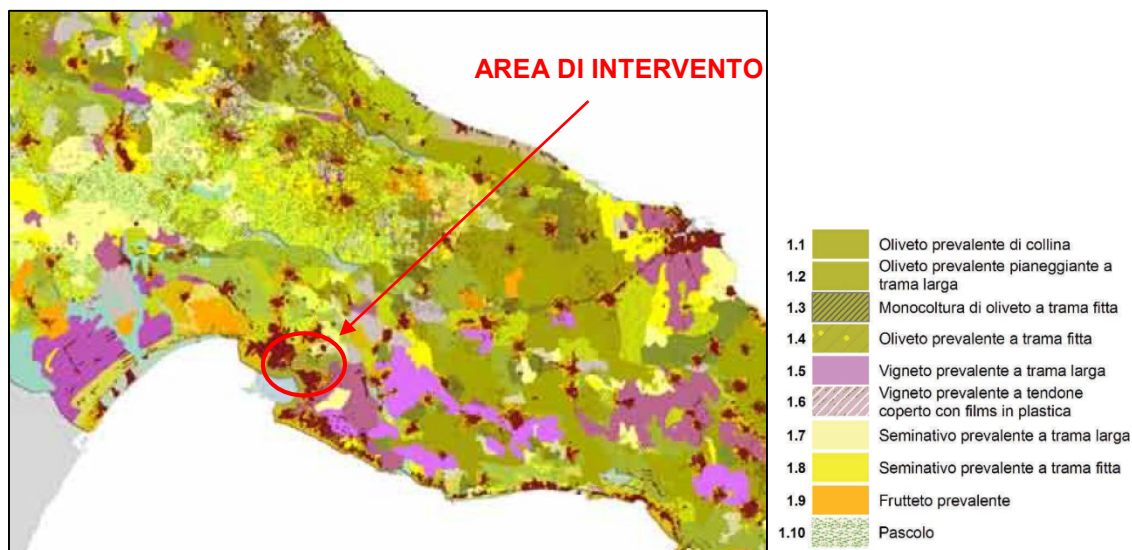 AREA DI INTERVENTO
1.1 Oliveto prevalente di collina
1.2 Oliveto prevalente pianeggiante a
trama larga
1.3 Monocoltura di oliveto a trama fitta
1.4 Oliveto prevalente a trama fitta
1.5 Vigneto prevalente a trama larga
1.6 Vigneto prevalente a tendone
coperto con films in plastica
1.7 Seminativo prevalente a trama larga
1.8 Seminativo prevalente a trama fitta
1.9 Frutteto prevalente
1.10 Pascolo